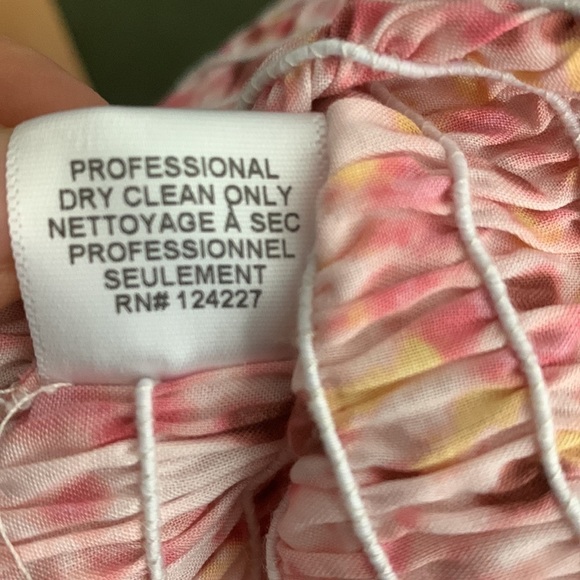 PROFESSIONAL
DRY CLEAN ONLY
NETTOYAGE À SEC
PROFESSIONNEL
SEULEMENT
RN# 124227